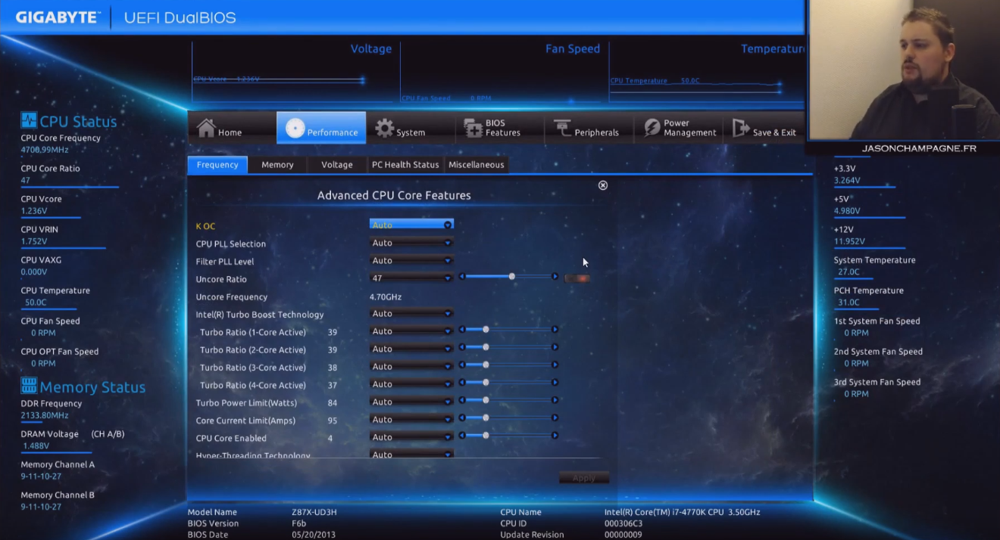 GIGABYTE™ UEFI DualBIOS
Voltage
CPU Vcore 1.236V
Fan Speed
CPU Fan Speed 0 RPM
Temperature
CPU Temperature 50.0C
JASONCHAMPAGNE.FR
Home
Performance
System
BIOS Features
Peripherals
Power Management
Save & Exit
Frequency
Memory
Voltage
PC Health Status
Miscellaneous
CPU Status
CPU Core Frequency
4700.99MHz
CPU Core Ratio
47
CPU Vcore
1.236V
CPU VRIN
1.752V
CPU VAXG
0.000V
CPU Temperature
50.0C
CPU Fan Speed
0 RPM
CPU OPT Fan Speed
0 RPM
Memory Status
DDR Frequency
2133.80MHz
DRAM Voltage (CH A/B)
1.488V
Memory Channel A
9-11-10-27
Memory Channel B
9-11-10-27
Advanced CPU Core Features
K OC Auto
CPU PLL Selection Auto
Filter PLL Level Auto
Uncore Ratio 47
Uncore Frequency 4.70GHz
Intel(R) Turbo Boost Technology Auto
Turbo Ratio (1-Core Active) 39 Auto
Turbo Ratio (2-Core Active) 39 Auto
Turbo Ratio (3-Core Active) 38 Auto
Turbo Ratio (4-Core Active) 37 Auto
Turbo Power Limit(Watts) 84 Auto
Core Current Limit(Amps) 95 Auto
CPU Core Enabled 4 Auto
Hyper-Threading Technology Auto
Apply
+3.3V
3.264V
+5V
4.980V
+12V
11.952V
System Temperature
27.0C
PCH Temperature
31.0C
1st System Fan Speed
0 RPM
2nd System Fan Speed
0 RPM
3rd System Fan Speed
0 RPM
Model Name Z87X-UD3H
BIOS Version F6b
BIOS Date 05/20/2013
CPU Name Intel(R) Core(TM) i7-4770K CPU 3.50GHz
CPU ID 000306C3
Update Revision 00000009